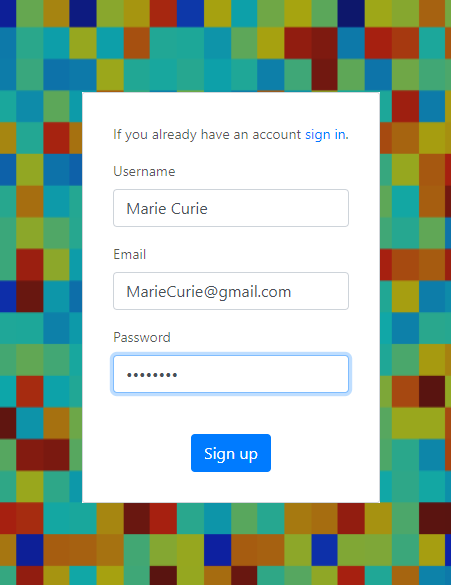 If you already have an account sign in.
Username
Marie Curie
Email
MarieCurie@gmail.com
Password
••••••••
Sign up